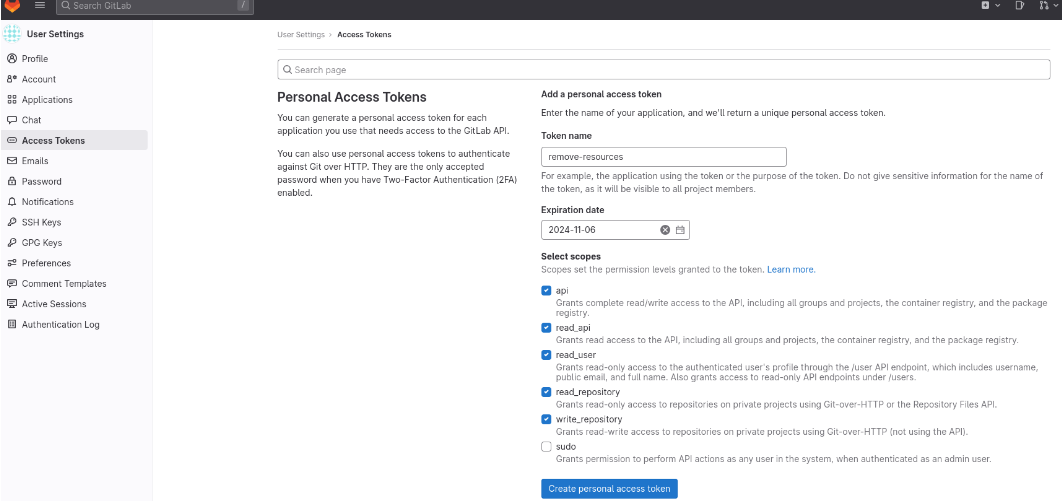 Search GitLab /
User Settings
Profile
Account
Applications
Chat
Access Tokens
Emails
Password
Notifications
SSH Keys
GPG Keys
Preferences
Comment Templates
Active Sessions
Authentication Log
User Settings › Access Tokens
Search page
Personal Access Tokens
You can generate a personal access token for each
application you use that needs access to the GitLab API.
You can also use personal access tokens to authenticate
against Git over HTTP. They are the only accepted
password when you have Two-Factor Authentication (2FA)
enabled.
Add a personal access token
Enter the name of your application, and we'll return a unique personal access token.
Token name
remove-resources
For example, the application using the token or the purpose of the token. Do not give sensitive information for the name of
the token, as it will be visible to all project members.
Expiration date
2024-11-06
Select scopes
Scopes set the permission levels granted to the token. Learn more.
api
Grants complete read/write access to the API, including all groups and projects, the container registry, and the package
registry.
read_api
Grants read access to the API, including all groups and projects, the container registry, and the package registry.
read_user
Grants read-only access to the authenticated user's profile through the /user API endpoint, which includes username,
public email, and full name. Also grants access to read-only API endpoints under /users.
read_repository
Grants read-only access to repositories on private projects using Git-over-HTTP or the Repository Files API.
write_repository
Grants read-write access to repositories on private projects using Git-over-HTTP (not using the API).
sudo
Grants permission to perform API actions as any user in the system, when authenticated as an admin user.
Create personal access token